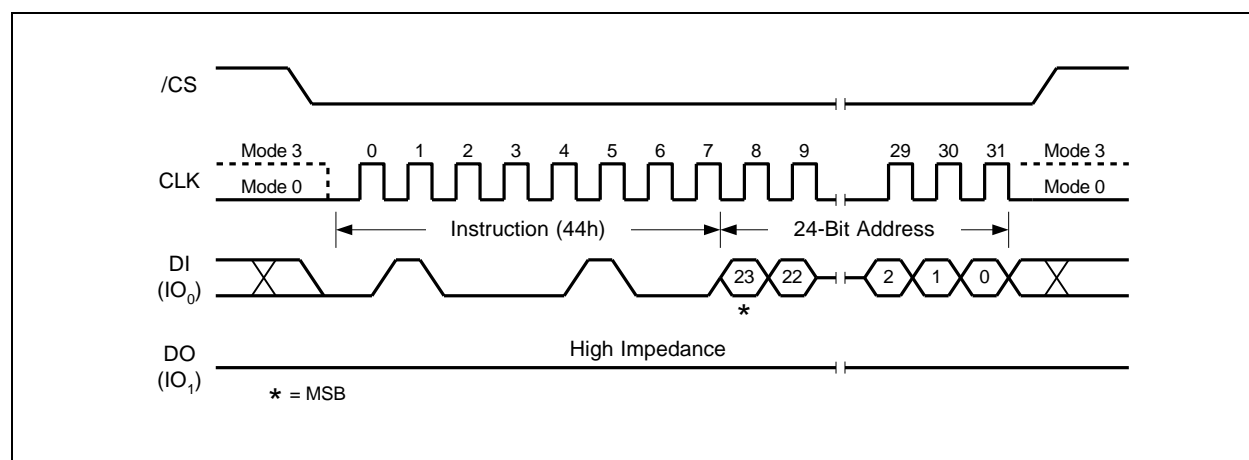 /CS
Mode 3 0 1 2 3 4 5 6 7 8 9 29 30 31 Mode 3
CLK
Mode 0 Mode 0
Instruction (44h) 24-Bit Address
DI
(IO0)
23 22 2 1 0
*
High Impedance
DO
(IO1)
* = MSB